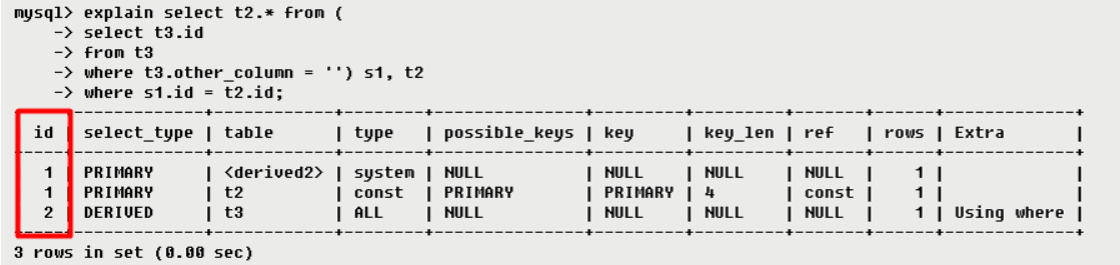 mysql> explain select t2.* from (
    -> select t3.id
    -> from t3
    -> where t3.other_column = '') s1, t2
    -> where s1.id = t2.id;
+----+-------------+------------+--------+---------------+---------+---------+-------+------+-------------+
| id | select_type | table      | type   | possible_keys | key     | key_len | ref   | rows | Extra       |
+----+-------------+------------+--------+---------------+---------+---------+-------+------+-------------+
|  1 | PRIMARY     | <derived2> | system | NULL          | NULL    | NULL    | NULL  |    1 |             |
|  1 | PRIMARY     | t2         | const  | PRIMARY       | PRIMARY | 4       | const |    1 |             |
|  2 | DERIVED     | t3         | ALL    | NULL          | NULL    | NULL    | NULL  |    1 | Using where |
+----+-------------+------------+--------+---------------+---------+---------+-------+------+-------------+
3 rows in set (0.00 sec)